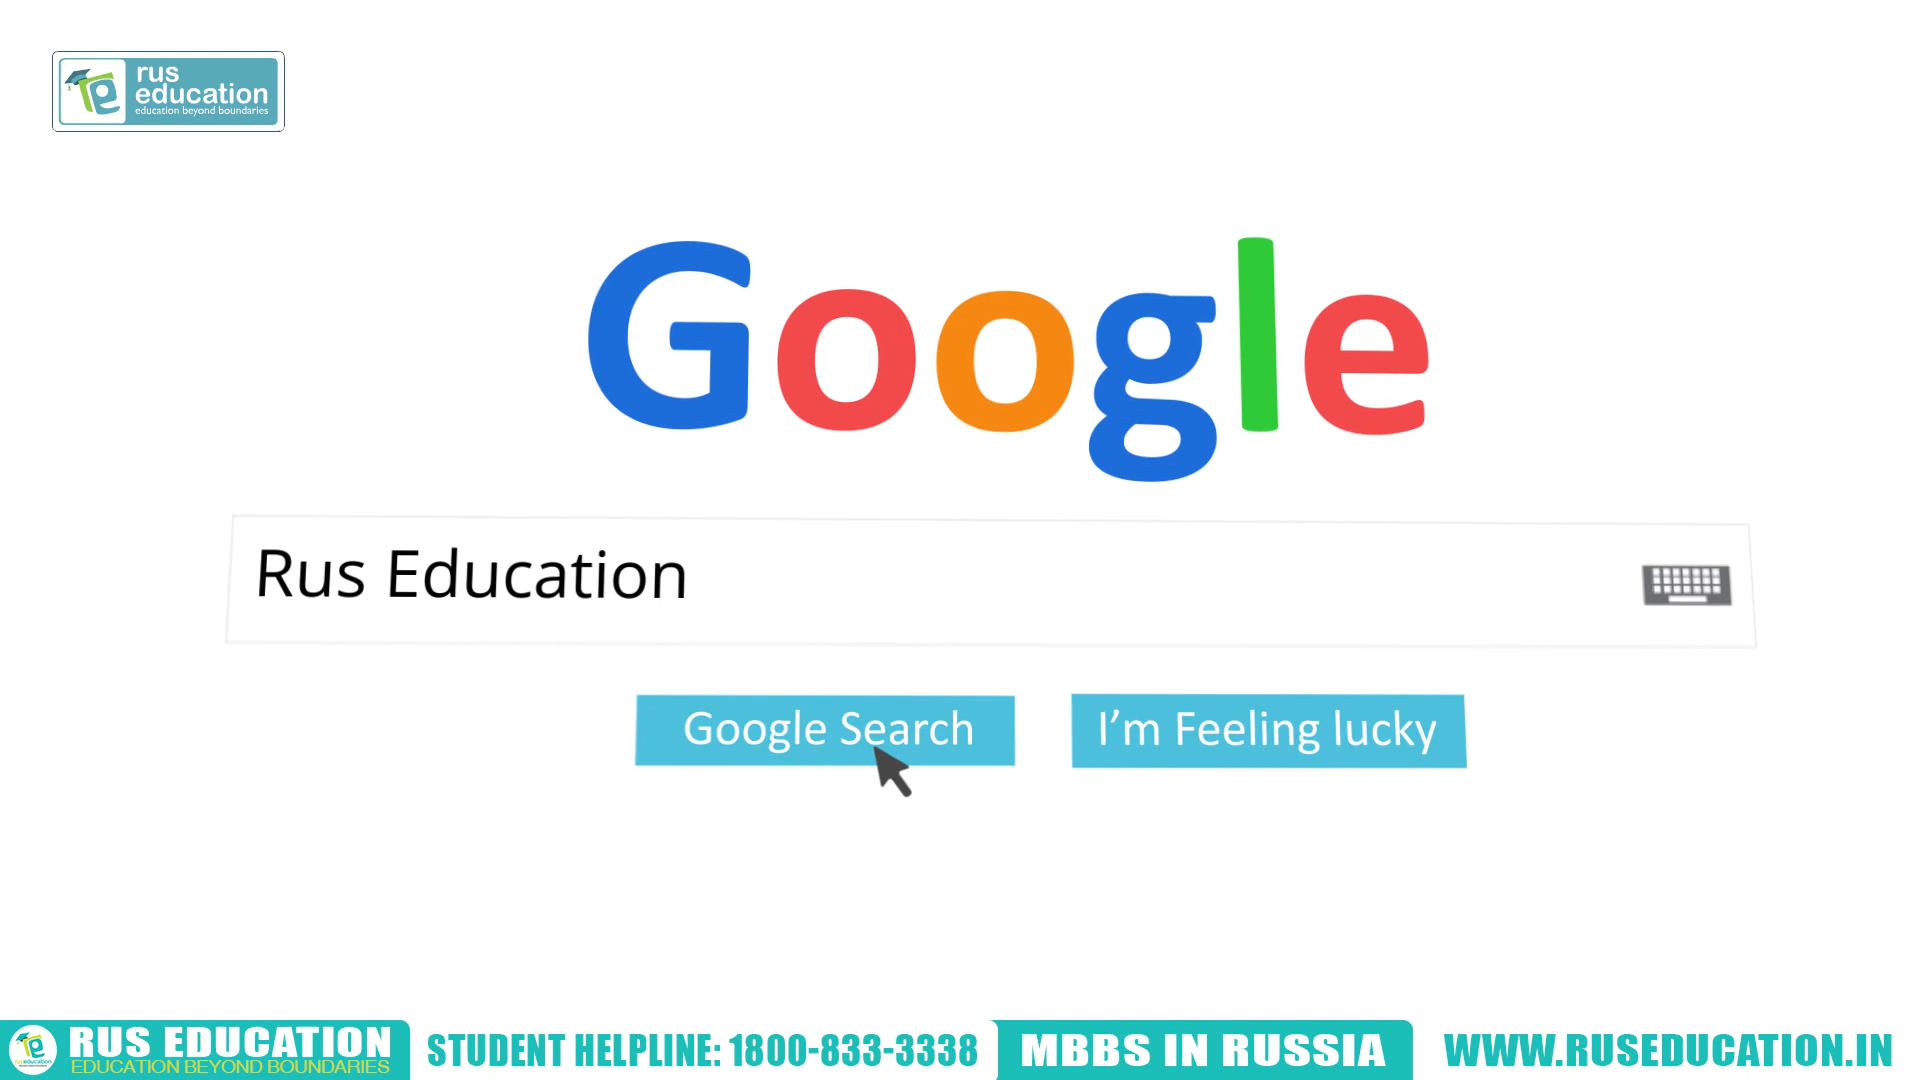 rus
education
education beyond boundaries
Google
Rus Education
Google Search
I'm Feeling lucky
RUS EDUCATION
EDUCATION BEYOND BOUNDARIES
STUDENT HELPLINE: 1800-833-3338
MBBS IN RUSSIA
WWW.RUSEDUCATION.IN